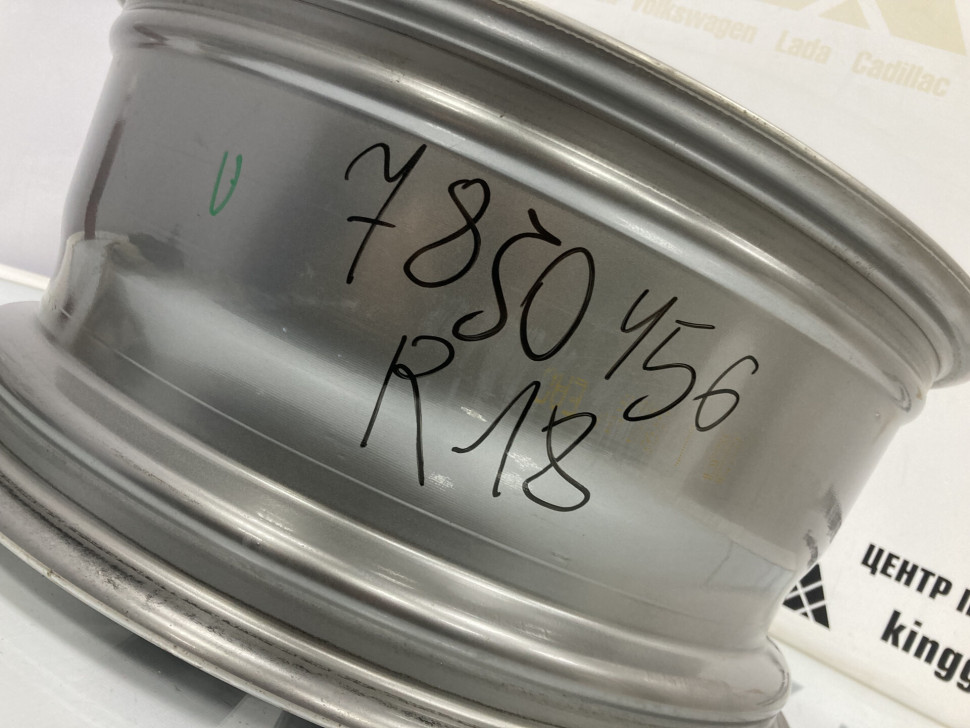 Volkswagen Lada Cadillac
7850456
R18
ЦЕНТР
kingg